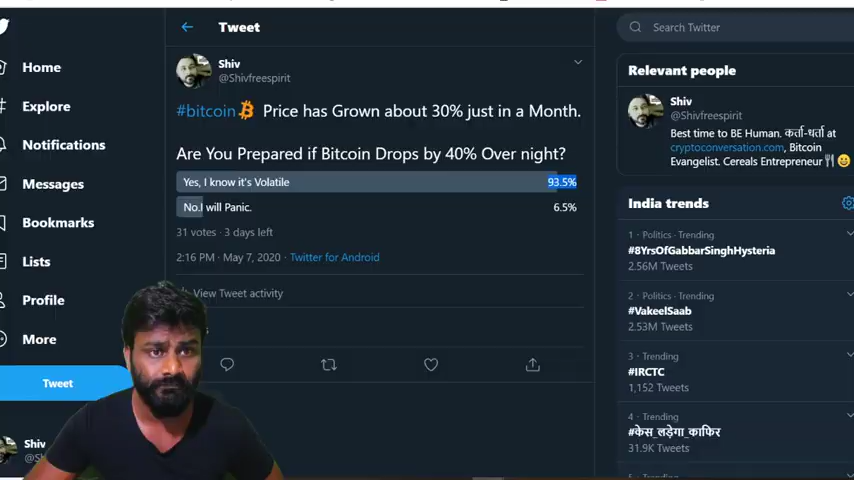 Tweet
Search Twitter
Home
Explore
Notifications
Messages
Bookmarks
Lists
Profile
More
Tweet
Shiv
Shiv
@Shivfreespirit
#bitcoin Price has Grown about 30% just in a Month.
Are You Prepared if Bitcoin Drops by 40% Over night?
Yes, I know it's Volatile 93.5%
No.I will Panic. 6.5%
31 votes · 3 days left
2:16 PM · May 7, 2020 · Twitter for Android
View Tweet activity
Relevant people
Shiv
@Shivfreespirit
Best time to BE Human. कर्ता-धर्ता at
cryptoconversation.com, Bitcoin
Evangelist. Cereals Entrepreneur
India trends
1 · Politics · Trending
#8YrsOfGabbarSinghHysteria
2.56M Tweets
2 · Politics · Trending
#VakeelSaab
2.53M Tweets
3 · Trending
#IRCTC
1,152 Tweets
4 · Trending
#केस_लड़ेगा_काफिर
31.9K Tweets